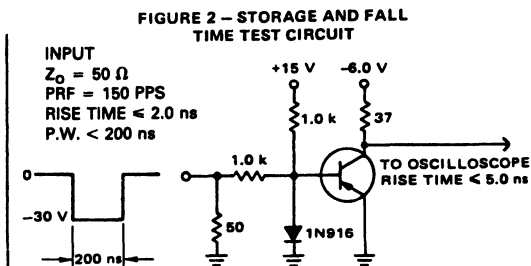 FIGURE 2 – STORAGE AND FALL
TIME TEST CIRCUIT
INPUT
Zo = 50 Ω
PRF = 150 PPS
RISE TIME ≤ 2.0 ns
P.W. < 200 ns
+15 V
-6.0 V
1.0 k
37
1.0 k
TO OSCILLOSCOPE
RISE TIME ≤ 5.0 ns
0
-30 V
50
1N916
200 ns